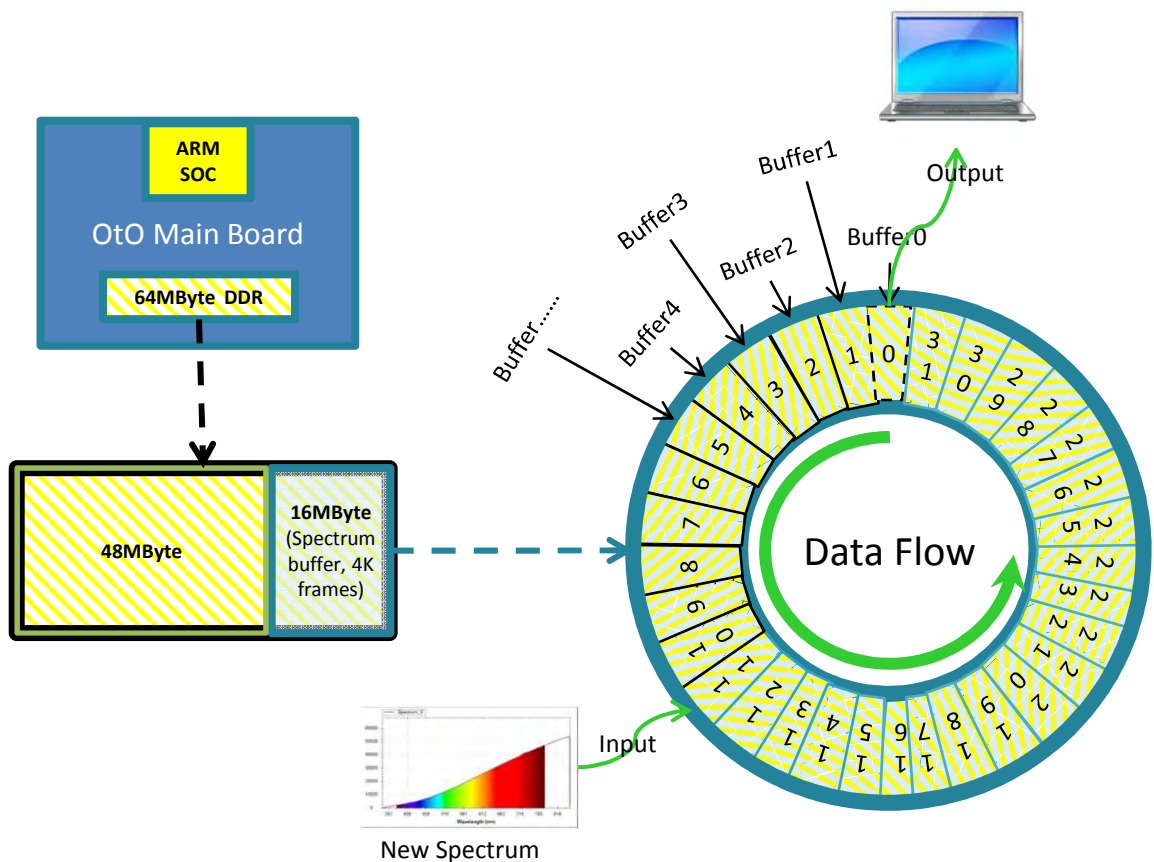 ARM
SOC
OtO Main Board
64MByte DDR
48MByte
16MByte
(Spectrum
buffer, 4K
frames)
Output
Buffer0
Buffer1
Buffer2
Buffer3
Buffer4
Buffer......
0
1
2
3
4
5
6
7
8
9
10
11
12
13
14
15
16
17
18
19
20
21
22
23
24
25
26
27
28
29
30
31
Data Flow
Input
Wavelength (nm)
New Spectrum